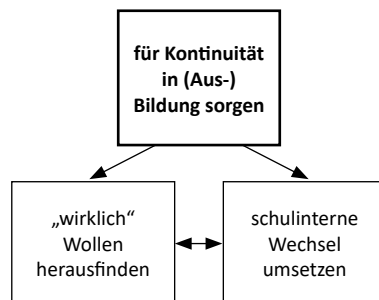 für Kontinuität
in (Aus-)
Bildung sorgen
„wirklich“
Wollen
herausfinden
schulinterne
Wechsel
umsetzen